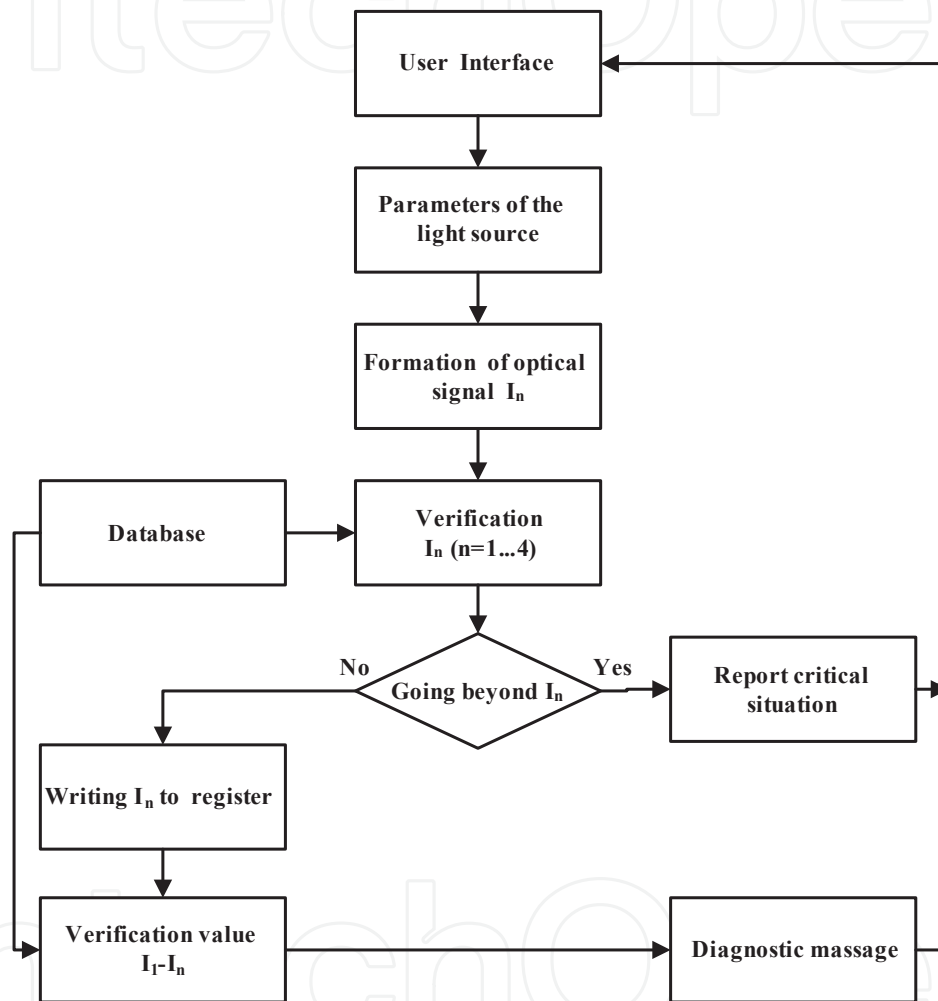 User Interface
Parameters of the
light source
Formation of optical
signal Iₙ
Database
Verification
Iₙ (n=1...4)
No
Going beyond Iₙ
Yes
Report critical
situation
Writing Iₙ to register
Verification value
I₁-Iₙ
Diagnostic massage